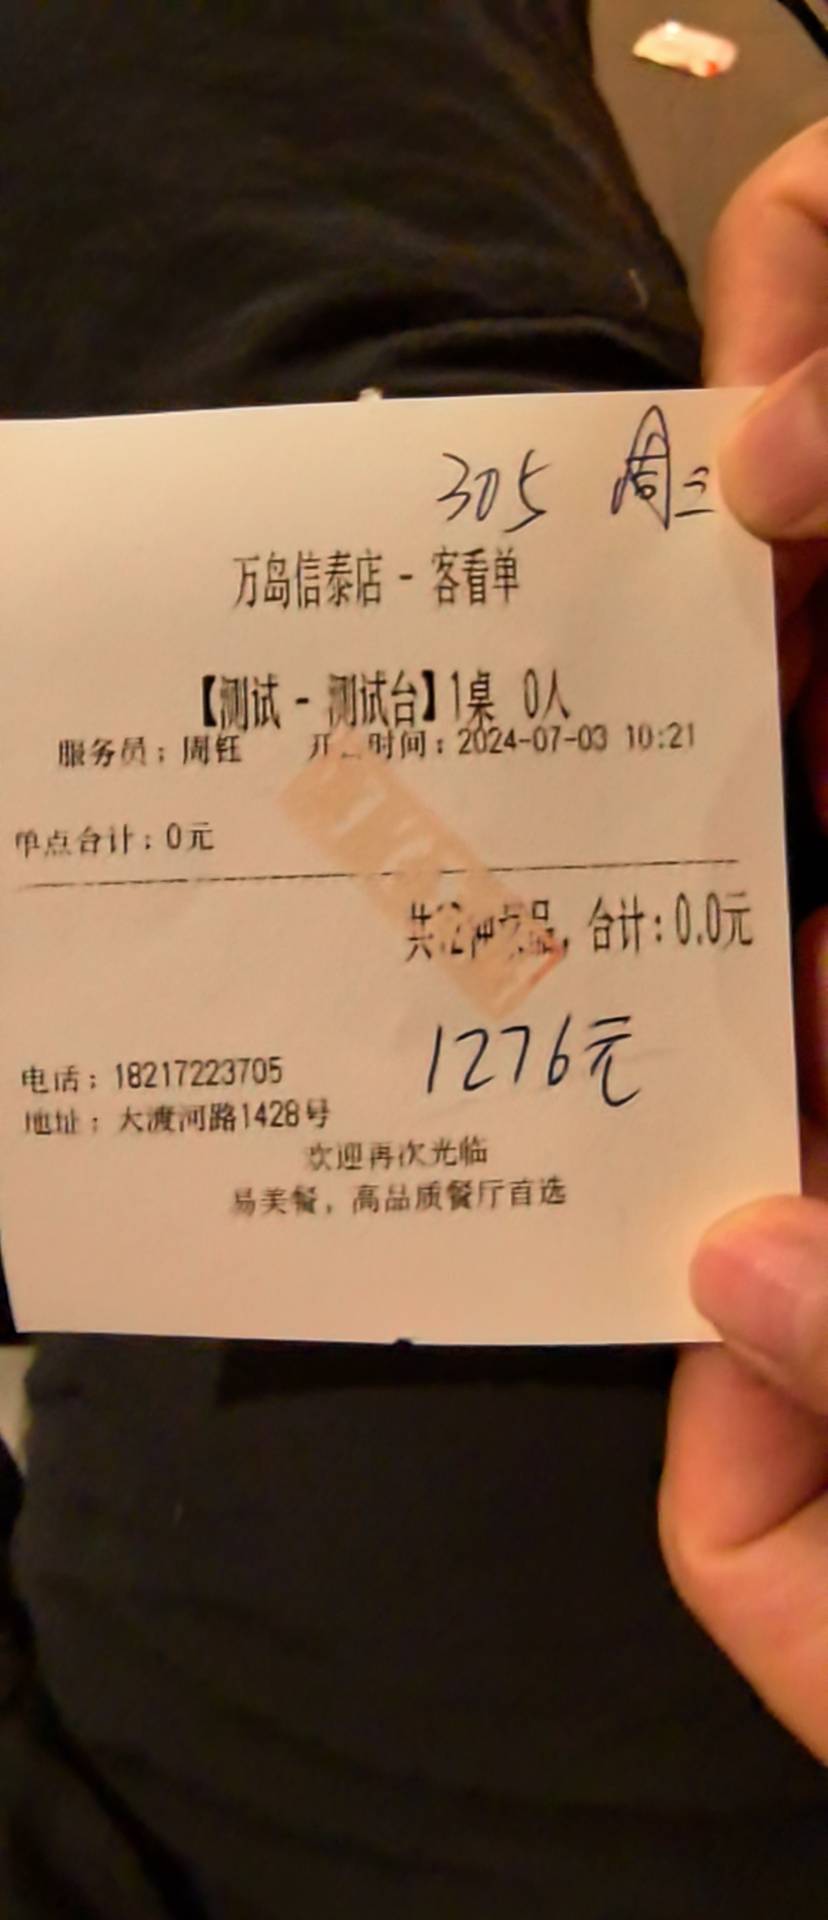 305 周三
万岛信泰店 - 客看单
【测试 - 测试台】1桌 0人
服务员：周钰 开 时间：2024-07-03 10:21
单点合计：0元
共 品，合计：0.0元
1276元
电话：18217223705
地址：大渡河路1428号
欢迎再次光临
易美餐，高品质餐厅首选